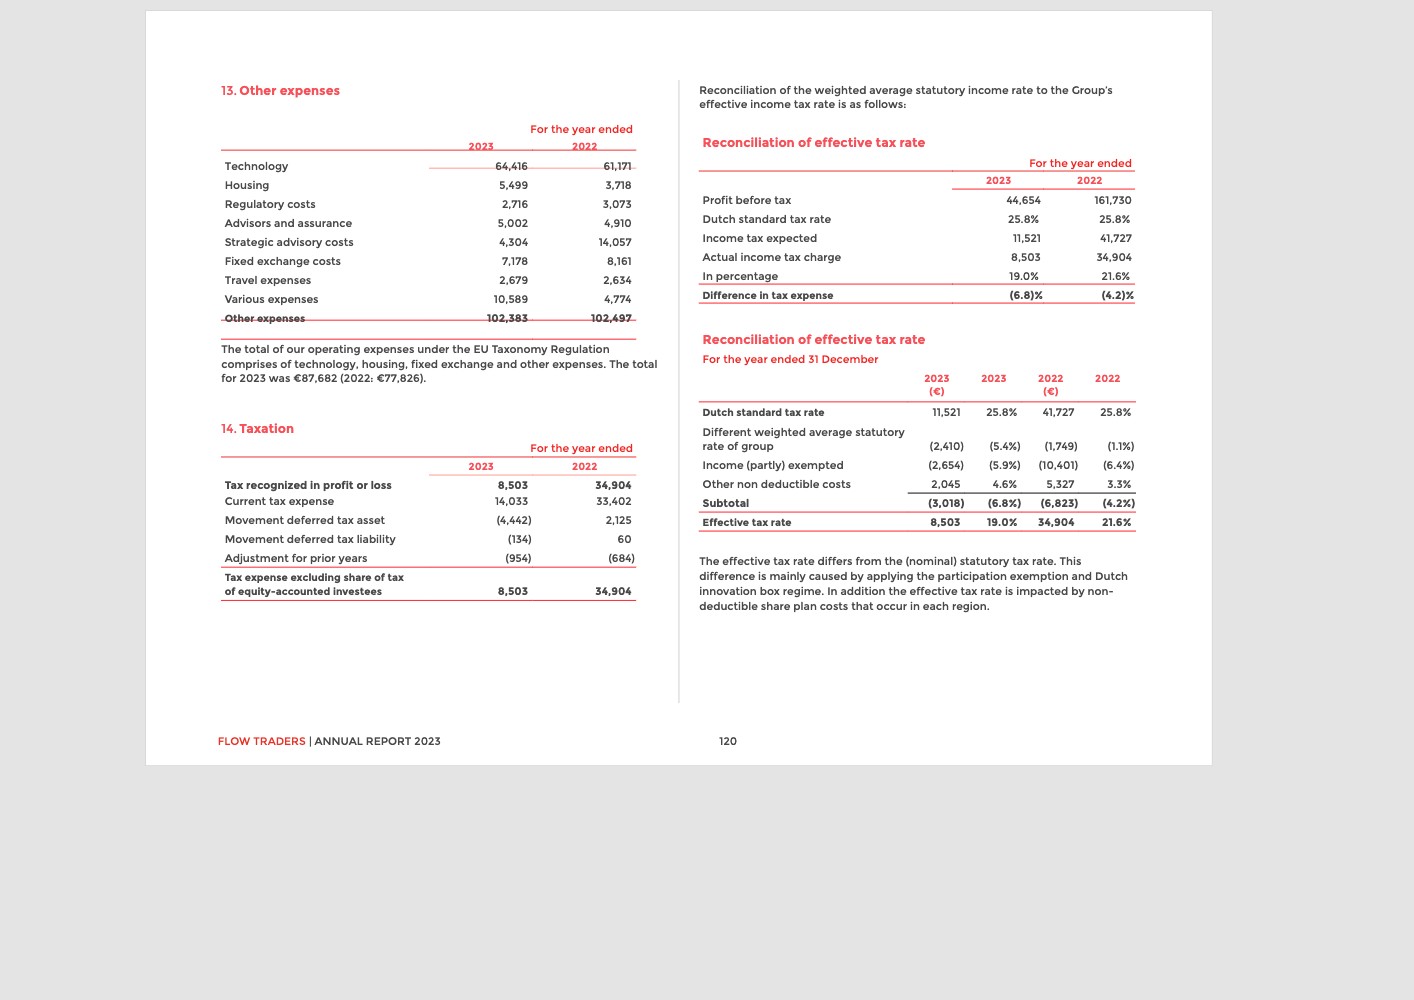 13. Other expenses
For the year ended
2023 2022
Technology 64,416 61,171
Housing 5,499 3,718
Regulatory costs 2,716 3,073
Advisors and assurance 5,002 4,910
Strategic advisory costs 4,304 14,057
Fixed exchange costs 7,178 8,161
Travel expenses 2,679 2,634
Various expenses 10,589 4,774
Other expenses 102,383 102,497
The total of our operating expenses under the EU Taxonomy Regulation
comprises of technology, housing, fixed exchange and other expenses. The total
for 2023 was €87,682 (2022: €77,826).
14. Taxation
For the year ended
2023 2022
Tax recognized in profit or loss 8,503 34,904
Current tax expense 14,033 33,402
Movement deferred tax asset (4,442) 2,125
Movement deferred tax liability (134) 60
Adjustment for prior years (954) (684)
Tax expense excluding share of tax
of equity-accounted investees 8,503 34,904
Reconciliation of the weighted average statutory income rate to the Group's
effective income tax rate is as follows:
Reconciliation of effective tax rate
For the year ended
2023 2022
Profit before tax 44,654 161,730
Dutch standard tax rate 25.8% 25.8%
Income tax expected 11,521 41,727
Actual income tax charge 8,503 34,904
In percentage 19.0% 21.6%
Difference in tax expense (6.8)% (4.2)%
Reconciliation of effective tax rate
For the year ended 31 December
2023 2023 2022 2022
(€) (€)
Dutch standard tax rate 11,521 25.8% 41,727 25.8%
Different weighted average statutory
rate of group (2,410) (5.4%) (1,749) (1.1%)
Income (partly) exempted (2,654) (5.9%) (10,401) (6.4%)
Other non deductible costs 2,045 4.6% 5,327 3.3%
Subtotal (3,018) (6.8%) (6,823) (4.2%)
Effective tax rate 8,503 19.0% 34,904 21.6%
The effective tax rate differs from the (nominal) statutory tax rate. This
difference is mainly caused by applying the participation exemption and Dutch
innovation box regime. In addition the effective tax rate is impacted by non-
deductible share plan costs that occur in each region.
FLOW TRADERS | ANNUAL REPORT 2023 120